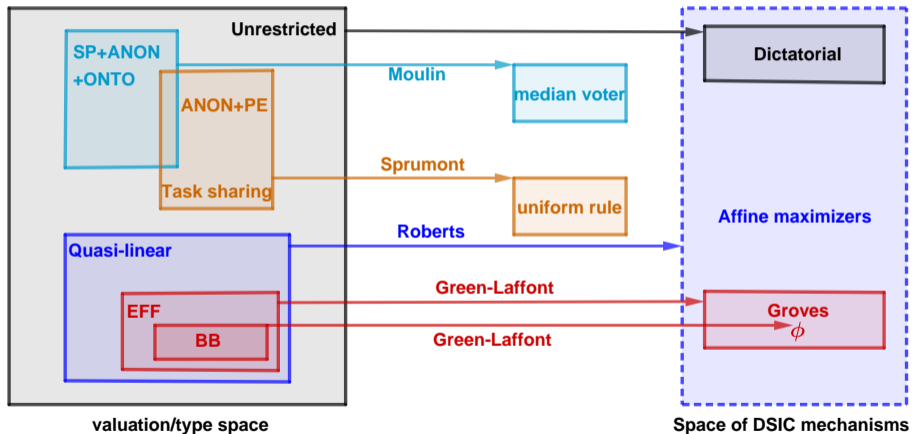 Unrestricted
SP+ANON
+ONTO
ANON+PE
Task sharing
Moulin
median voter
Sprumont
uniform rule
Dictatorial
Affine maximizers
Roberts
Quasi-linear
EFF
BB
Green-Laffont
Green-Laffont
Groves
ϕ
valuation/type space
Space of DSIC mechanisms